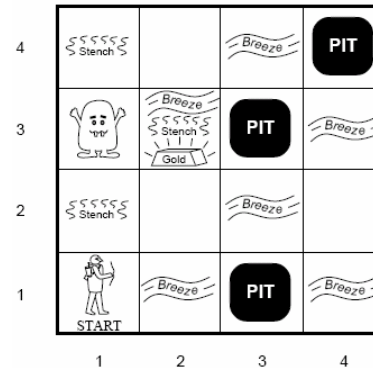 4 Stench Breeze PIT
Breeze
3 Stench PIT Breeze
Gold
2 Stench Breeze
1 Breeze PIT Breeze
START
1 2 3 4